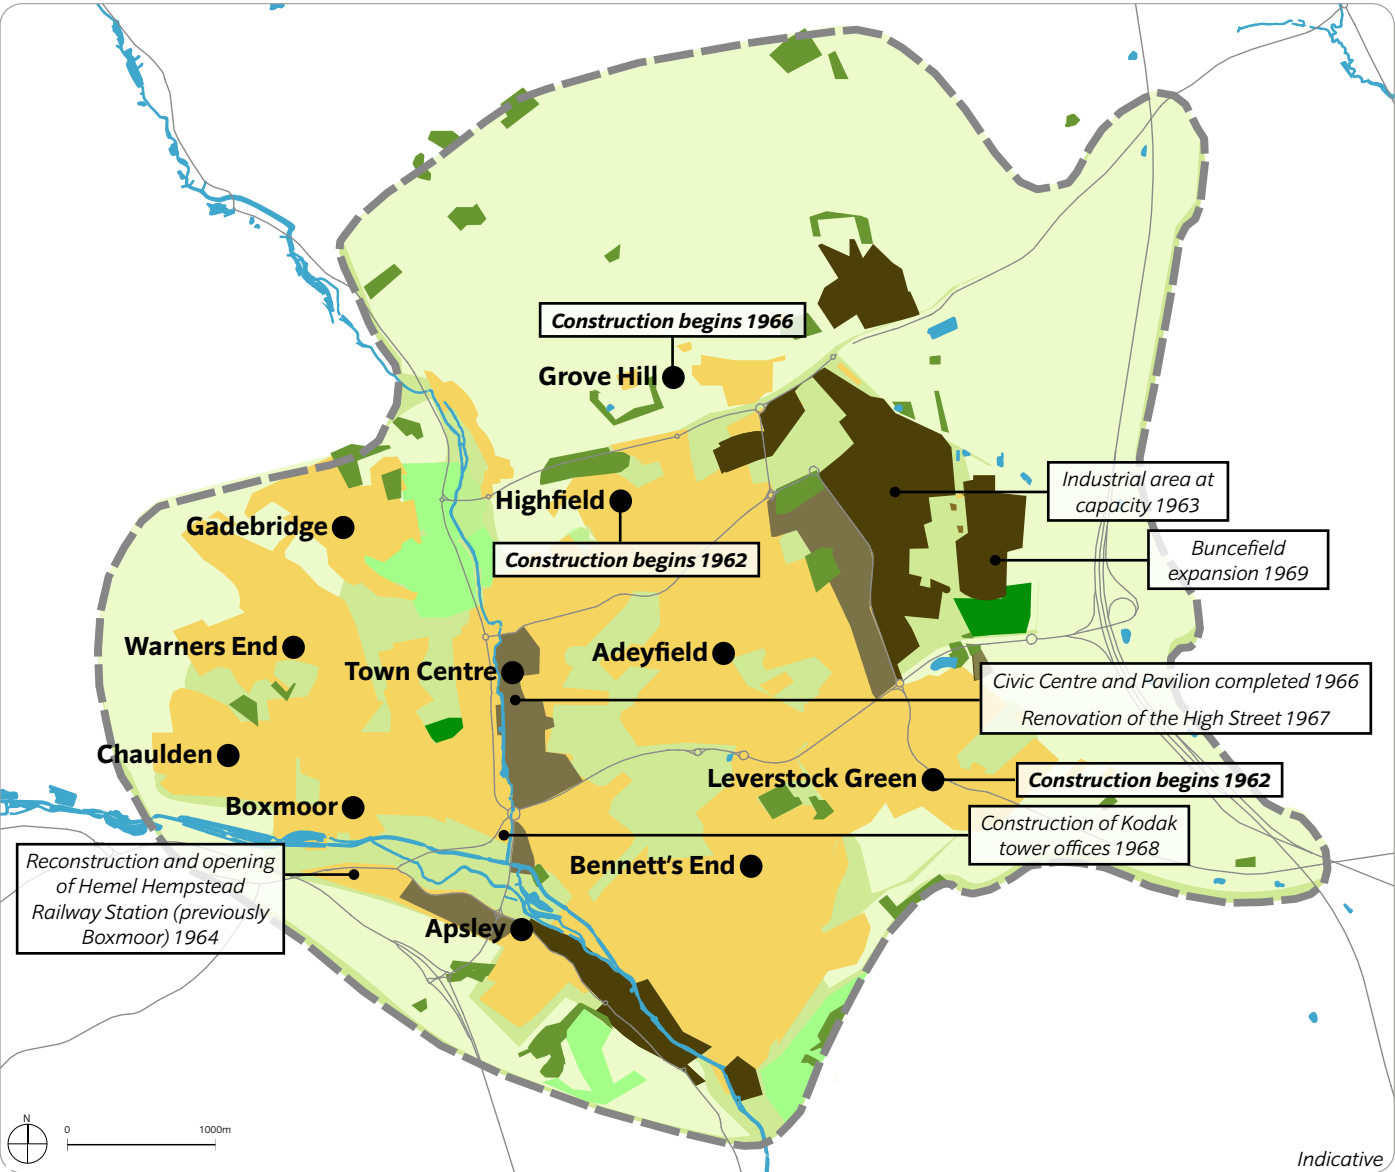 Construction begins 1966
Grove Hill
Industrial area at
capacity 1963
Highfield
Gadebridge
Construction begins 1962
Buncefield
expansion 1969
Warners End
Adeyfield
Town Centre
Civic Centre and Pavilion completed 1966
Renovation of the High Street 1967
Chaulden
Leverstock Green
Construction begins 1962
Boxmoor
Construction of Kodak
tower offices 1968
Reconstruction and opening
of Hemel Hempstead
Railway Station (previously
Boxmoor) 1964
Bennett's End
Apsley
N
0
1000m
Indicative